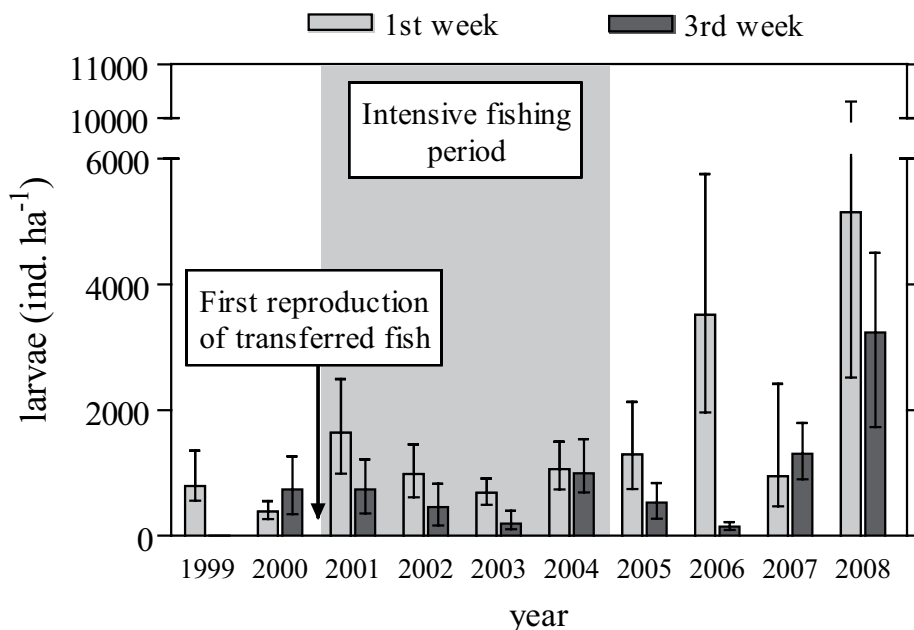 1st week 3rd week
11000
10000
6000
4000
2000
0
larvae (ind. ha⁻¹)
Intensive fishing
period
First reproduction
of transferred fish
1999 2000 2001 2002 2003 2004 2005 2006 2007 2008
year